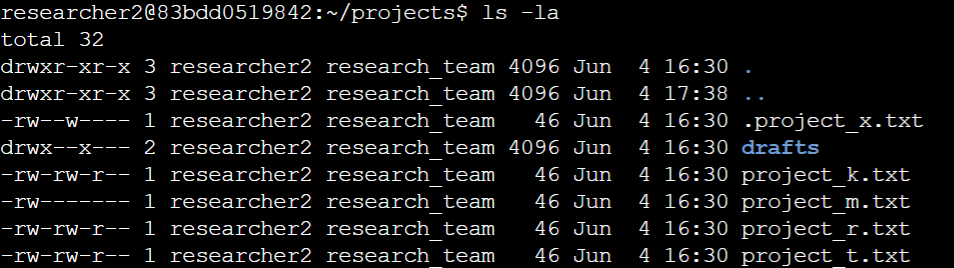 researcher2@83bdd0519842:~/projects$ ls -la
total 32
drwxr-xr-x 3 researcher2 research_team 4096 Jun  4 16:30 .
drwxr-xr-x 3 researcher2 research_team 4096 Jun  4 17:38 ..
-rw--w---- 1 researcher2 research_team   46 Jun  4 16:30 .project_x.txt
drwx--x--- 2 researcher2 research_team 4096 Jun  4 16:30 drafts
-rw-rw-r-- 1 researcher2 research_team   46 Jun  4 16:30 project_k.txt
-rw------- 1 researcher2 research_team   46 Jun  4 16:30 project_m.txt
-rw-rw-r-- 1 researcher2 research_team   46 Jun  4 16:30 project_r.txt
-rw-rw-r-- 1 researcher2 research_team   46 Jun  4 16:30 project_t.txt